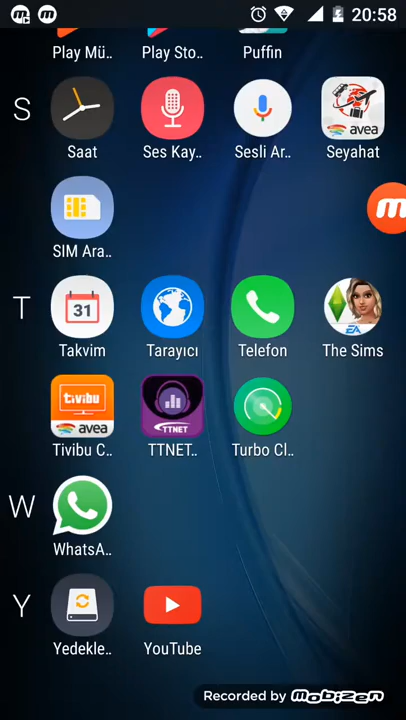 20:58
Play Mü..
Play Sto..
Puffin
S
Saat
Ses Kay..
Sesli Ar..
avea
Seyahat
SIM Ara..
m
T
31
EA
Takvim
Tarayıcı
Telefon
The Sims
tivibu
avea
TTNET
Tivibu C..
TTNET..
Turbo Cl..
W
WhatsA..
Y
Yedekle..
YouTube
Recorded by mobizen